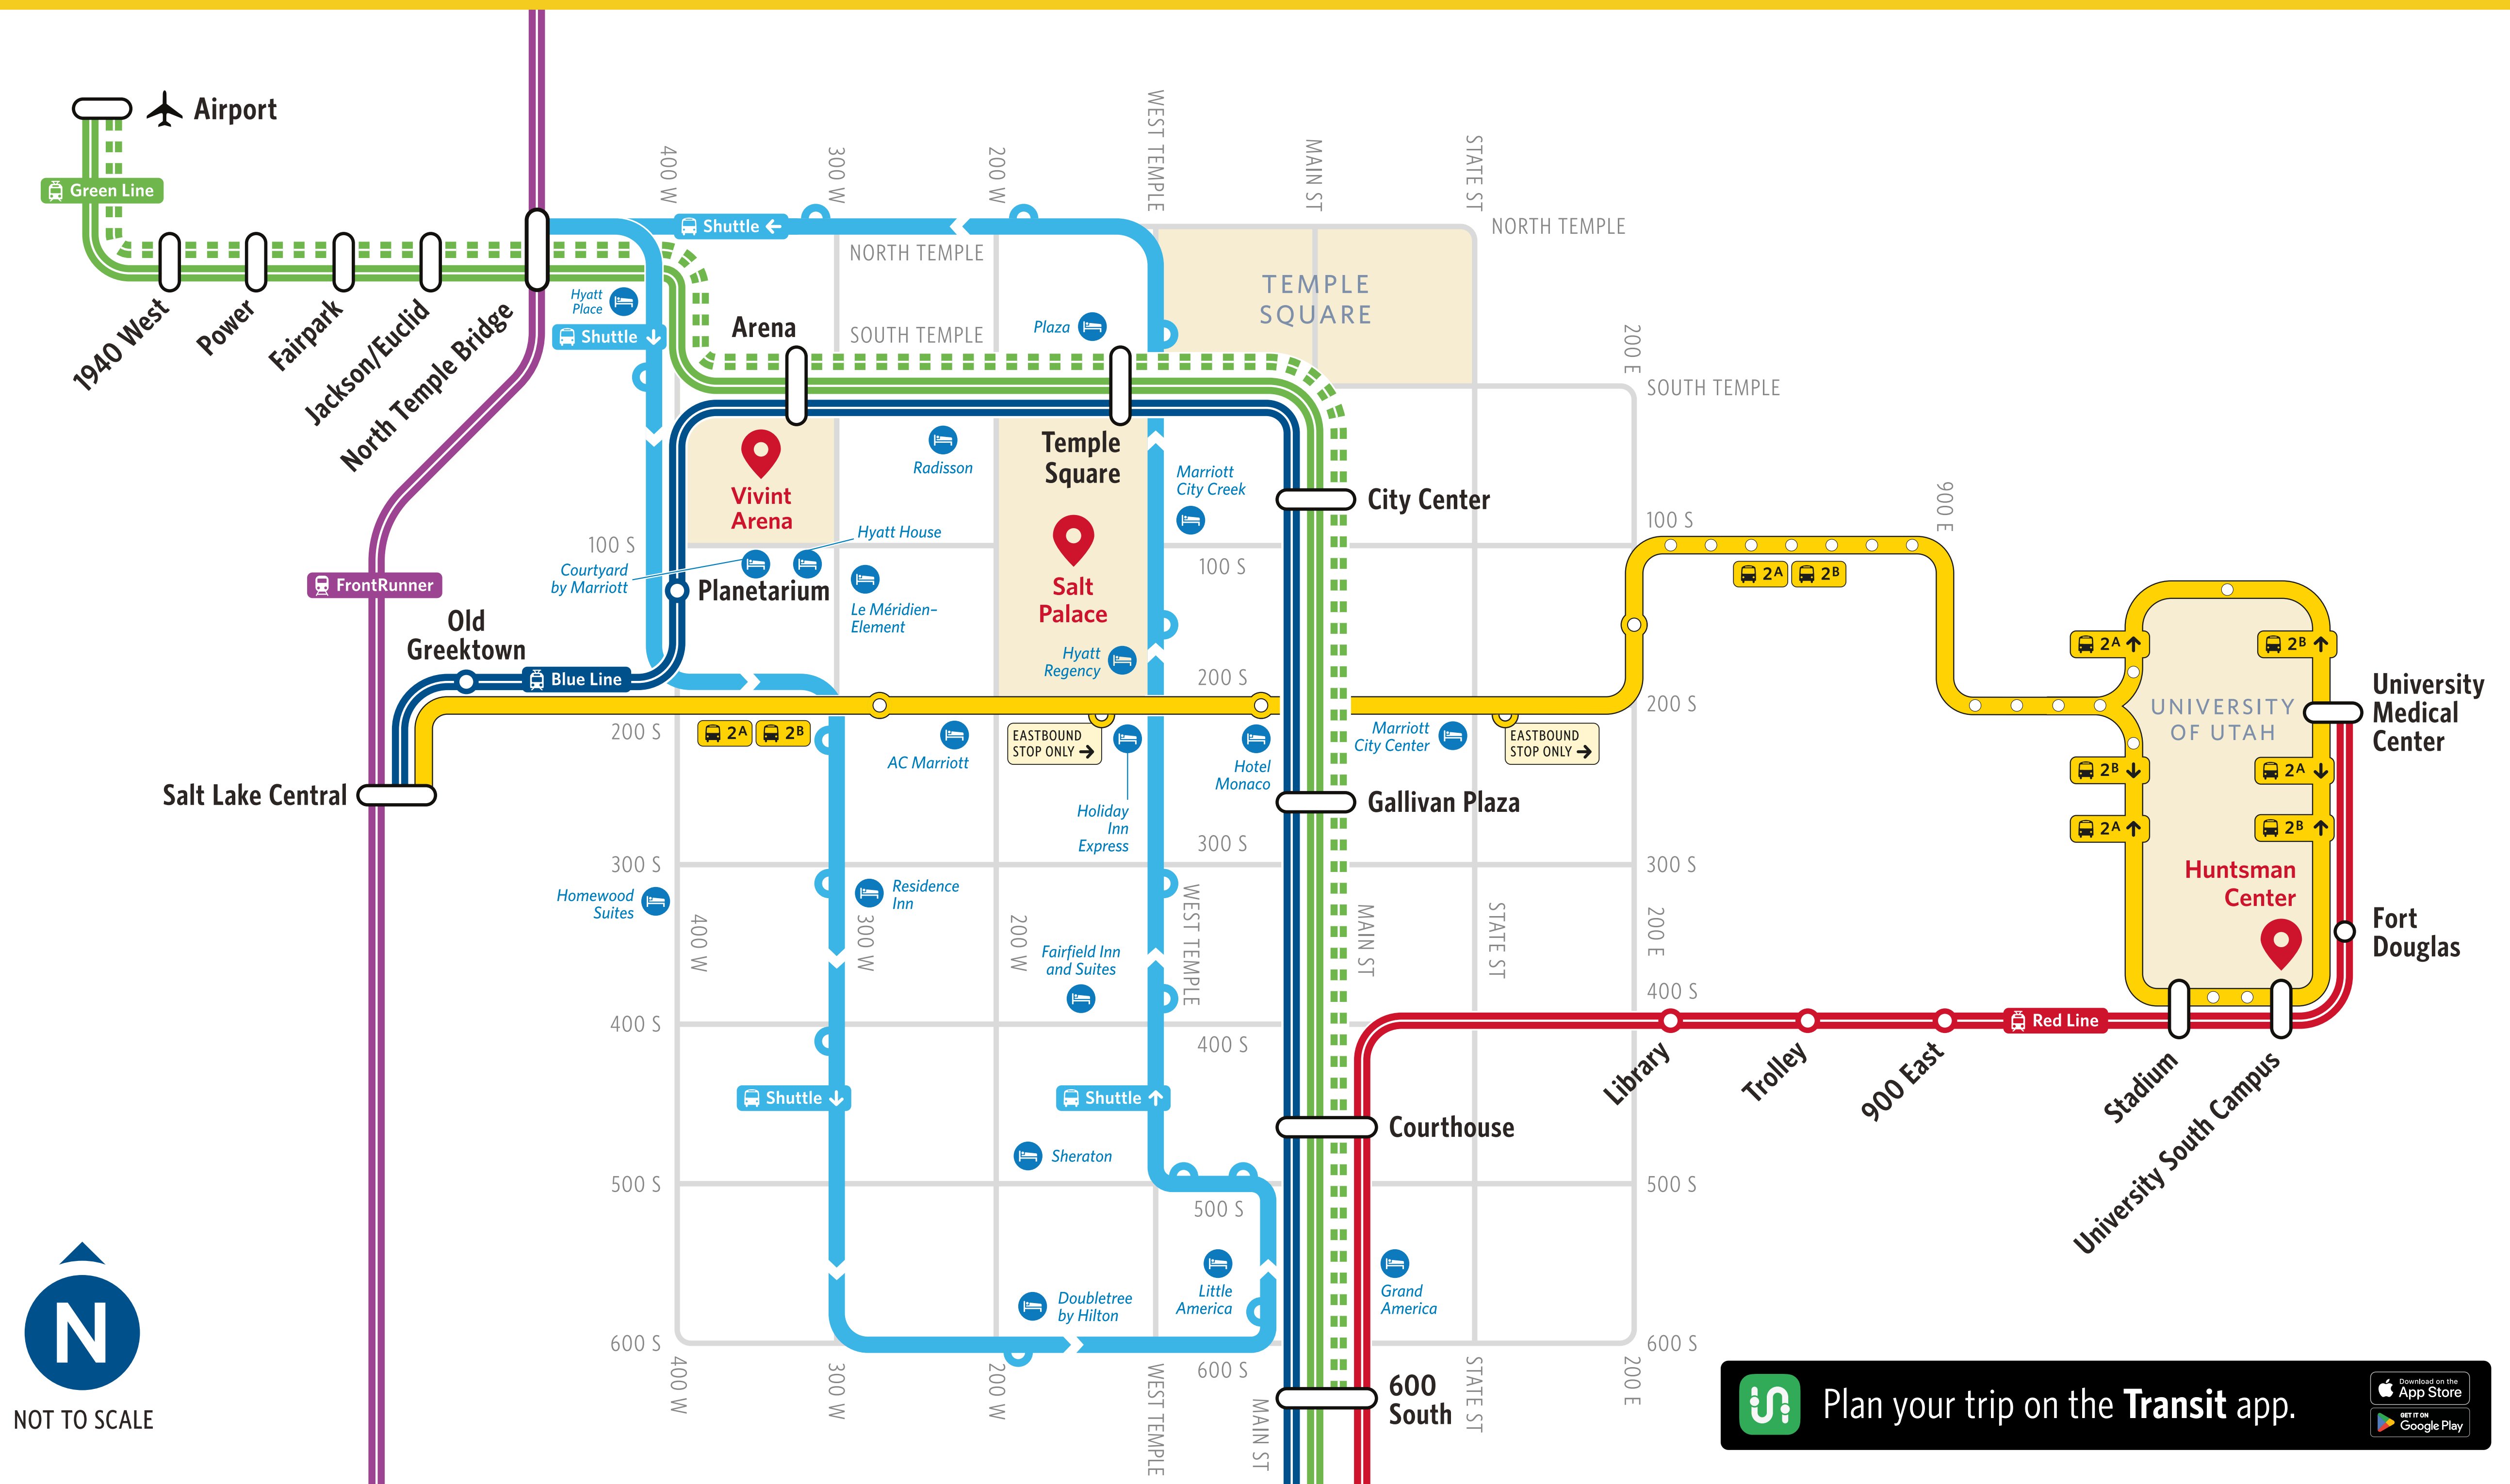 Airport
Green Line
1940 West
Power
Fairpark
Jackson/Euclid
North Temple Bridge
400 W
300 W
200 W
WEST TEMPLE
MAIN ST
STATE ST
Shuttle
NORTH TEMPLE
NORTH TEMPLE
TEMPLE
SQUARE
Hyatt
Place
Shuttle
Arena
SOUTH TEMPLE
Plaza
200 E
SOUTH TEMPLE
Vivint
Arena
Radisson
Temple
Square
Marriott
City Creek
City Center
Salt
Palace
100 S
100 S
100 S
900 E
Hyatt House
Courtyard
by Marriott
Planetarium
Le Méridien–
Element
FrontRunner
Old
Greektown
Blue Line
Hyatt
Regency
200 S
200 S
200 S
2A
2B
2A
2B
AC Marriott
EASTBOUND
STOP ONLY
Hotel
Monaco
Marriott
City Center
EASTBOUND
STOP ONLY
Holiday
Inn
Express
Salt Lake Central
Gallivan Plaza
2A
2B
UNIVERSITY
OF UTAH
2B
2A
2A
2B
University
Medical
Center
Huntsman
Center
Fort
Douglas
300 S
300 S
300 S
Homewood
Suites
Residence
Inn
400 W
300 W
200 W
WEST TEMPLE
MAIN ST
STATE ST
200 E
Fairfield Inn
and Suites
400 S
400 S
400 S
Red Line
Library
Trolley
900 East
Stadium
University South Campus
Shuttle
Shuttle
Courthouse
Sheraton
500 S
500 S
500 S
Doubletree
by Hilton
Little
America
Grand
America
600 S
600 S
600 S
400 W
300 W
200 W
WEST TEMPLE
MAIN ST
STATE ST
200 E
600
South
N
NOT TO SCALE
Plan your trip on the Transit app.
Download on the
App Store
GET IT ON
Google Play